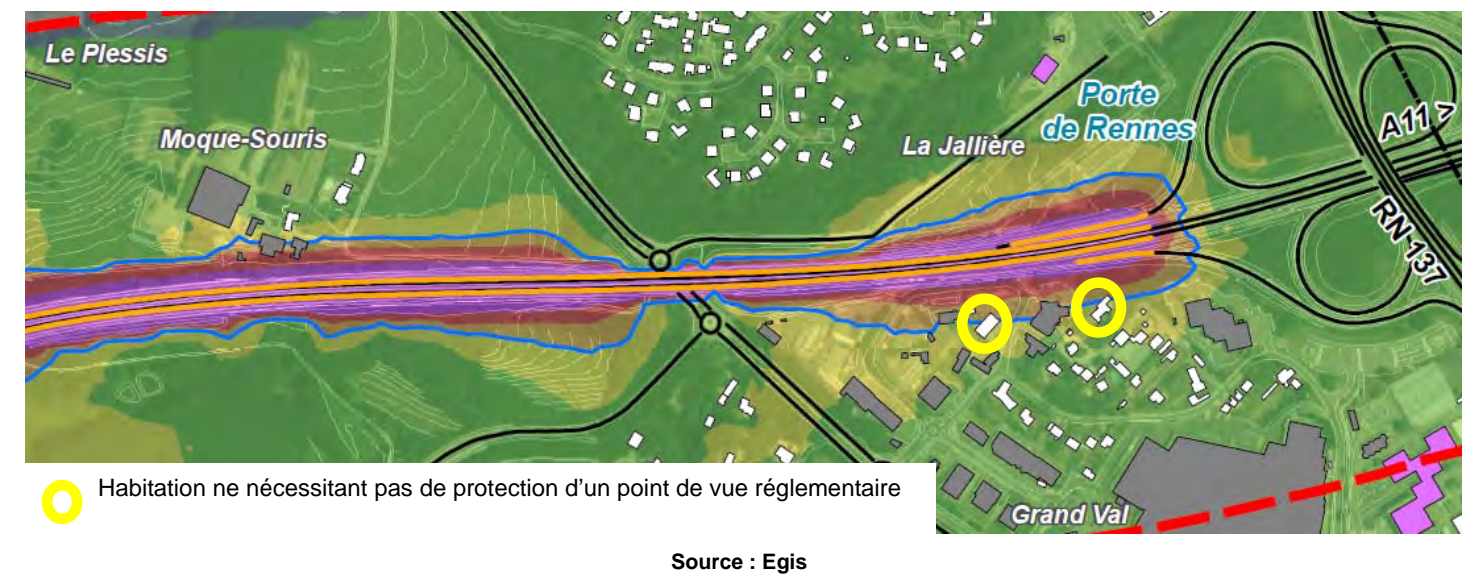 Le Plessis
Moque-Souris
La Jallière
Porte
de Rennes
A11 >
RN 137
Grand Val
Habitation ne nécessitant pas de protection d’un point de vue réglementaire
Source : Egis